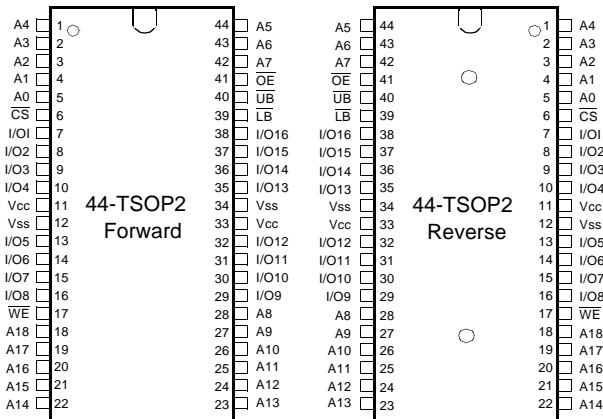 A4 1 44 A5 A5 44 1 A4
A3 2 43 A6 A6 43 2 A3
A2 3 42 A7 A7 42 3 A2
A1 4 41 OE OE 41 4 A1
A0 5 40 UB UB 40 5 A0
CS 6 39 LB LB 39 6 CS
I/OI 7 38 I/O16 I/O16 38 7 I/OI
I/O2 8 37 I/O15 I/O15 37 8 I/O2
I/O3 9 36 I/O14 I/O14 36 9 I/O3
I/O4 10 35 I/O13 I/O13 35 10 I/O4
Vcc 11 44-TSOP2 34 Vss Vss 34 44-TSOP2 11 Vcc
Vss 12 Forward 33 Vcc Vcc 33 Reverse 12 Vss
I/O5 13 32 I/O12 I/O12 32 13 I/O5
I/O6 14 31 I/O11 I/O11 31 14 I/O6
I/O7 15 30 I/O10 I/O10 30 15 I/O7
I/O8 16 29 I/O9 I/O9 29 16 I/O8
WE 17 28 A8 A8 28 17 WE
A18 18 27 A9 A9 27 18 A18
A17 19 26 A10 A10 26 19 A17
A16 20 25 A11 A11 25 20 A16
A15 21 24 A12 A12 24 21 A15
A14 22 23 A13 A13 23 22 A14